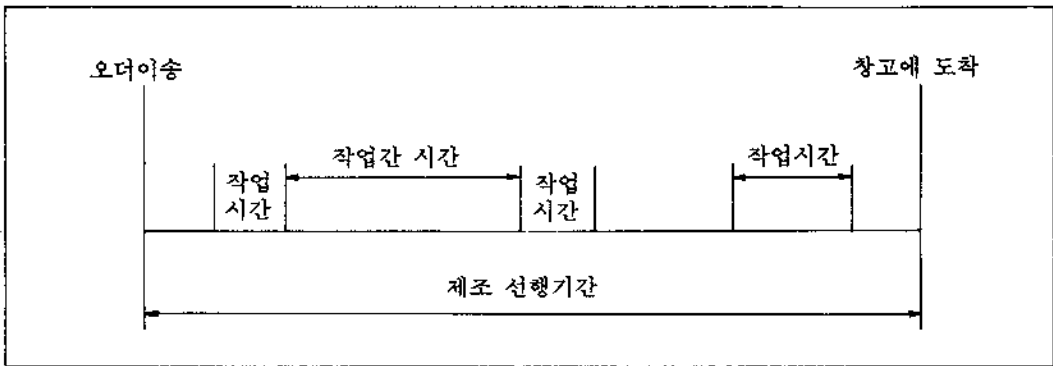 오더이송
창고에 도착
작업간 시간
작업시간
작업
시간
작업
시간
제조 선행기간